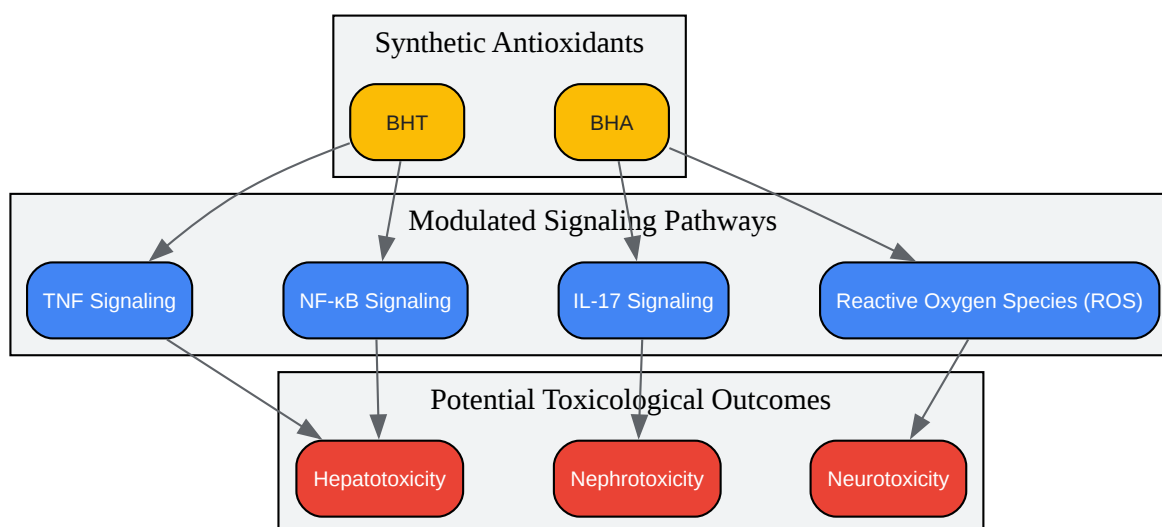 Synthetic Antioxidants
BHT
BHA
Modulated Signaling Pathways
TNF Signaling
NF-κB Signaling
IL-17 Signaling
Reactive Oxygen Species (ROS)
Potential Toxicological Outcomes
Hepatotoxicity
Nephrotoxicity
Neurotoxicity